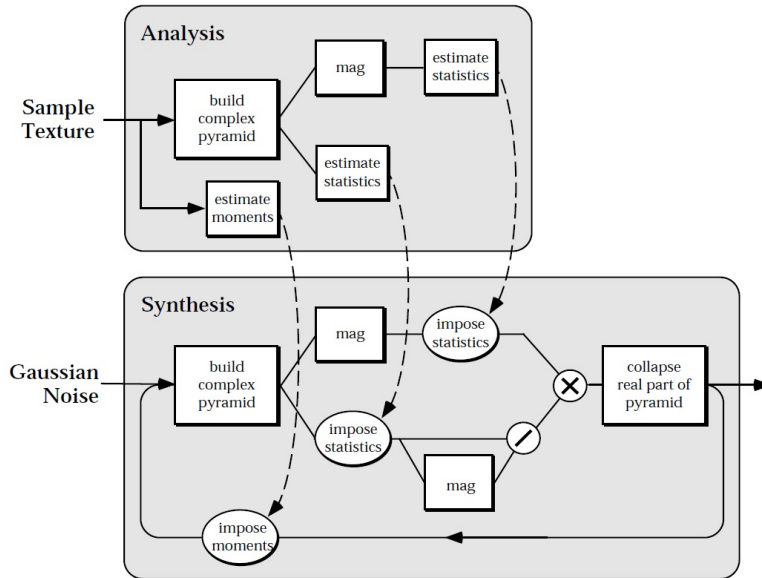 Analysis
mag
estimate
statistics
build
complex
pyramid
Sample
Texture
estimate
statistics
estimate
moments
Synthesis
impose
statistics
mag
build
complex
pyramid
collapse
real part of
pyramid
Gaussian
Noise
impose
statistics
mag
impose
moments